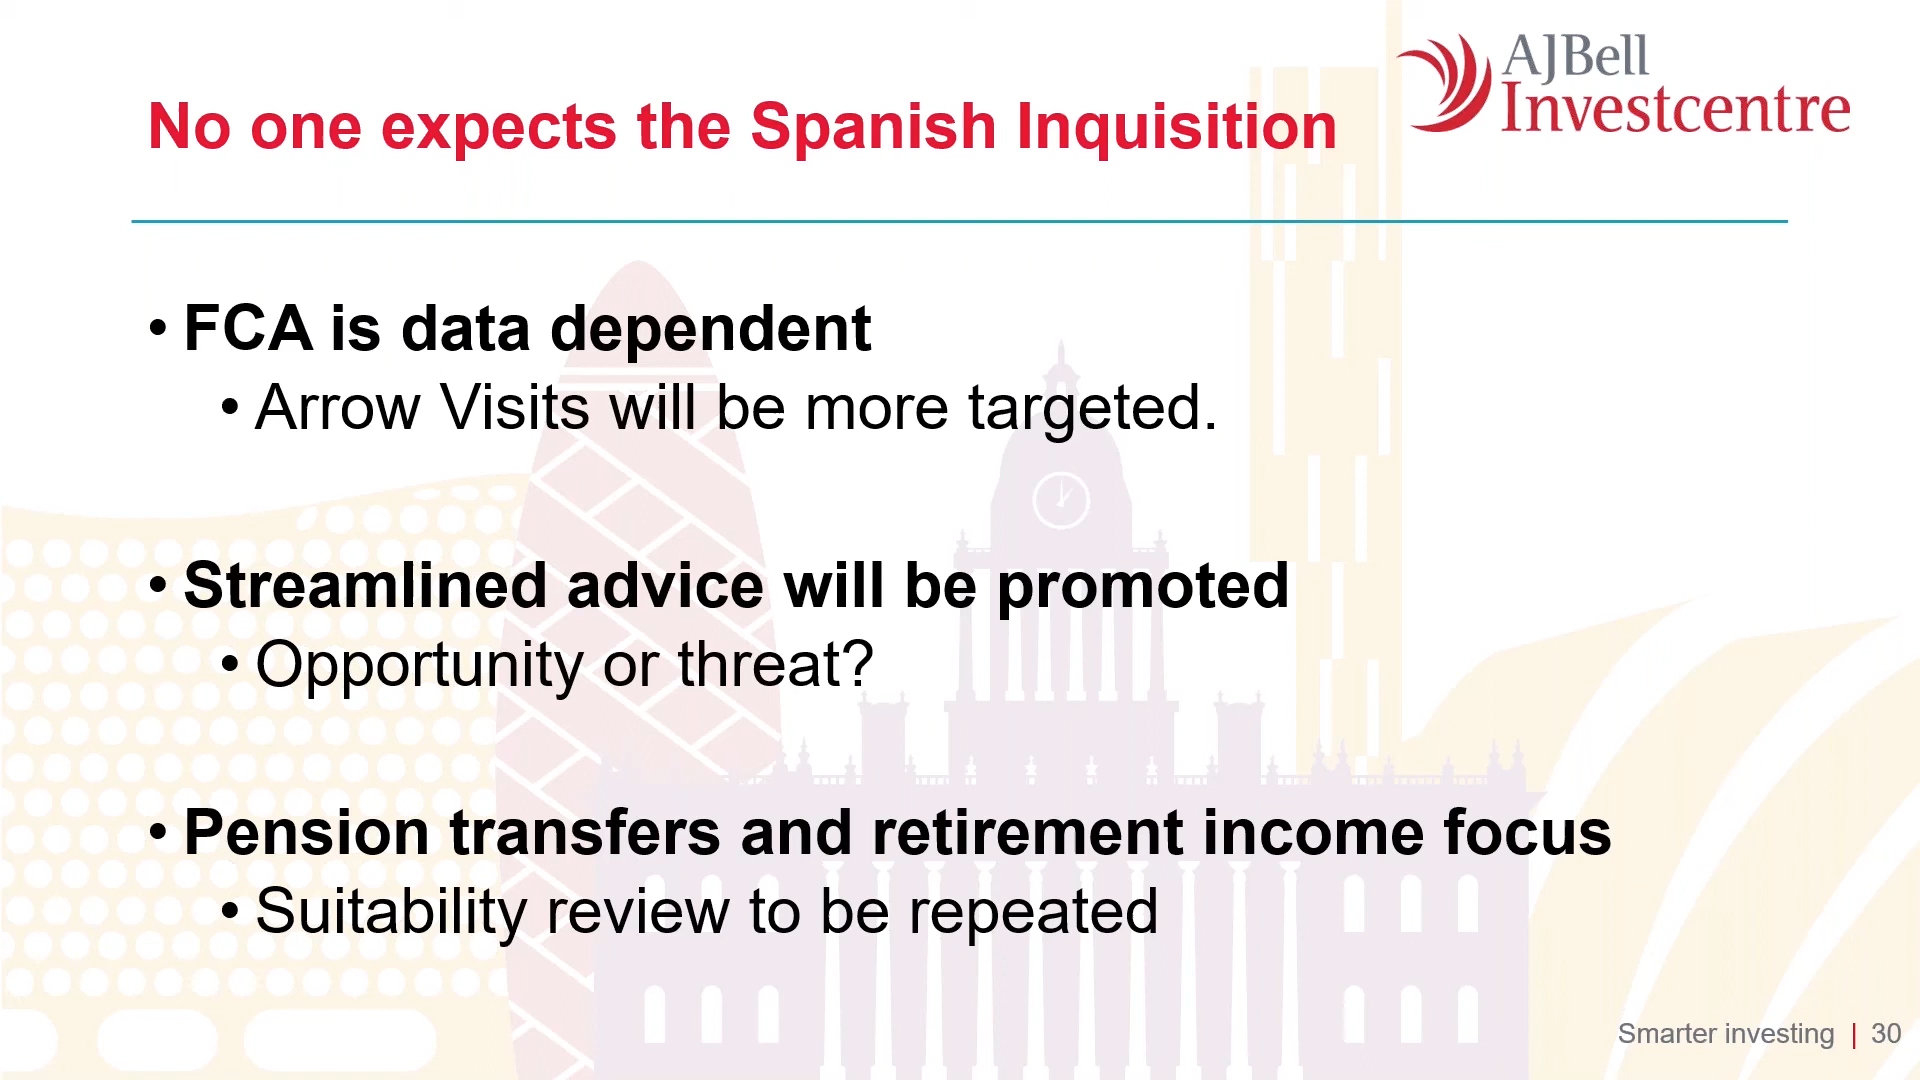 AJBell
Investcentre
No one expects the Spanish Inquisition
• FCA is data dependent
• Arrow Visits will be more targeted.
• Streamlined advice will be promoted
• Opportunity or threat?
• Pension transfers and retirement income focus
• Suitability review to be repeated
Smarter investing | 30